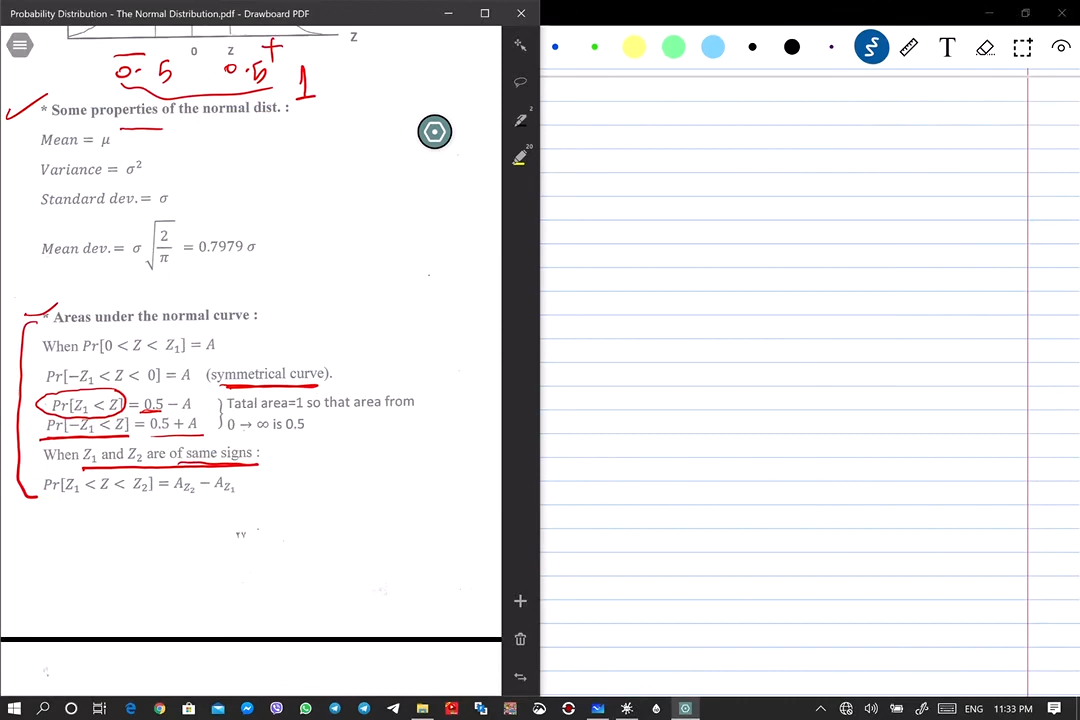 Probability Distribution - The Normal Distribution.pdf - Drawboard PDF
0 Z Z
- +
0.5 0.5 1
* Some properties of the normal dist. :
Mean = μ
Variance = σ²
Standard dev.= σ
Mean dev.= σ √(2/π) = 0.7979 σ
* Areas under the normal curve :
When Pr[0 < Z < Z₁] = A
Pr[−Z₁ < Z < 0] = A (symmetrical curve).
Pr[Z₁ < Z] = 0.5 − A } Tatal area=1 so that area from
Pr[−Z₁ < Z] = 0.5 + A } 0 → ∞ is 0.5
When Z₁ and Z₂ are of same signs :
Pr[Z₁ < Z < Z₂] = A_Z₂ − A_Z₁
٢٧
2
20
T
ENG 11:33 PM